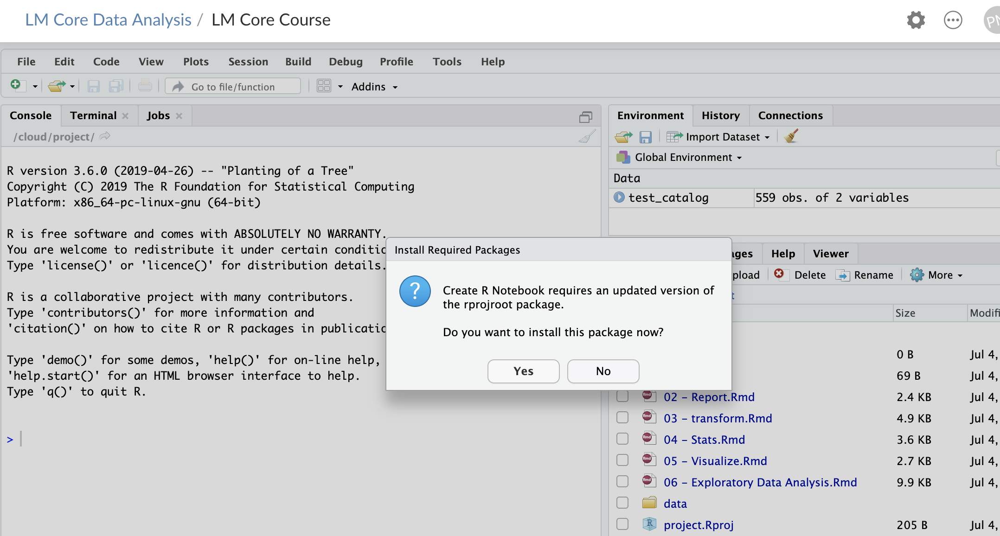 LM Core Data Analysis / LM Core Course
File Edit Code View Plots Session Build Debug Profile Tools Help
Go to file/function Addins
Console Terminal Jobs
/cloud/project/
R version 3.6.0 (2019-04-26) -- "Planting of a Tree"
Copyright (C) 2019 The R Foundation for Statistical Computing
Platform: x86_64-pc-linux-gnu (64-bit)
R is free software and comes with ABSOLUTELY NO WARRANTY.
You are welcome to redistribute it under certain conditio
Type 'license()' or 'licence()' for distribution details.
R is a collaborative project with many contributors.
Type 'contributors()' for more information and
'citation()' on how to cite R or R packages in publicatio
Type 'demo()' for some demos, 'help()' for on-line help,
'help.start()' for an HTML browser interface to help.
Type 'q()' to quit R.
>
Environment History Connections
Import Dataset
Global Environment
Data
test_catalog 559 obs. of 2 variables
Install Required Packages
Create R Notebook requires an updated version of
the rprojroot package.
Do you want to install this package now?
Yes No
ages Help Viewer
pload Delete Rename More
t
Size Modifi
0 B Jul 4,
69 B Jul 4,
02 - Report.Rmd 2.4 KB Jul 4,
03 - transform.Rmd 4.9 KB Jul 4,
04 - Stats.Rmd 3.6 KB Jul 4,
05 - Visualize.Rmd 2.7 KB Jul 4,
06 - Exploratory Data Analysis.Rmd 9.9 KB Jul 4,
data
project.Rproj 205 B Jul 4,